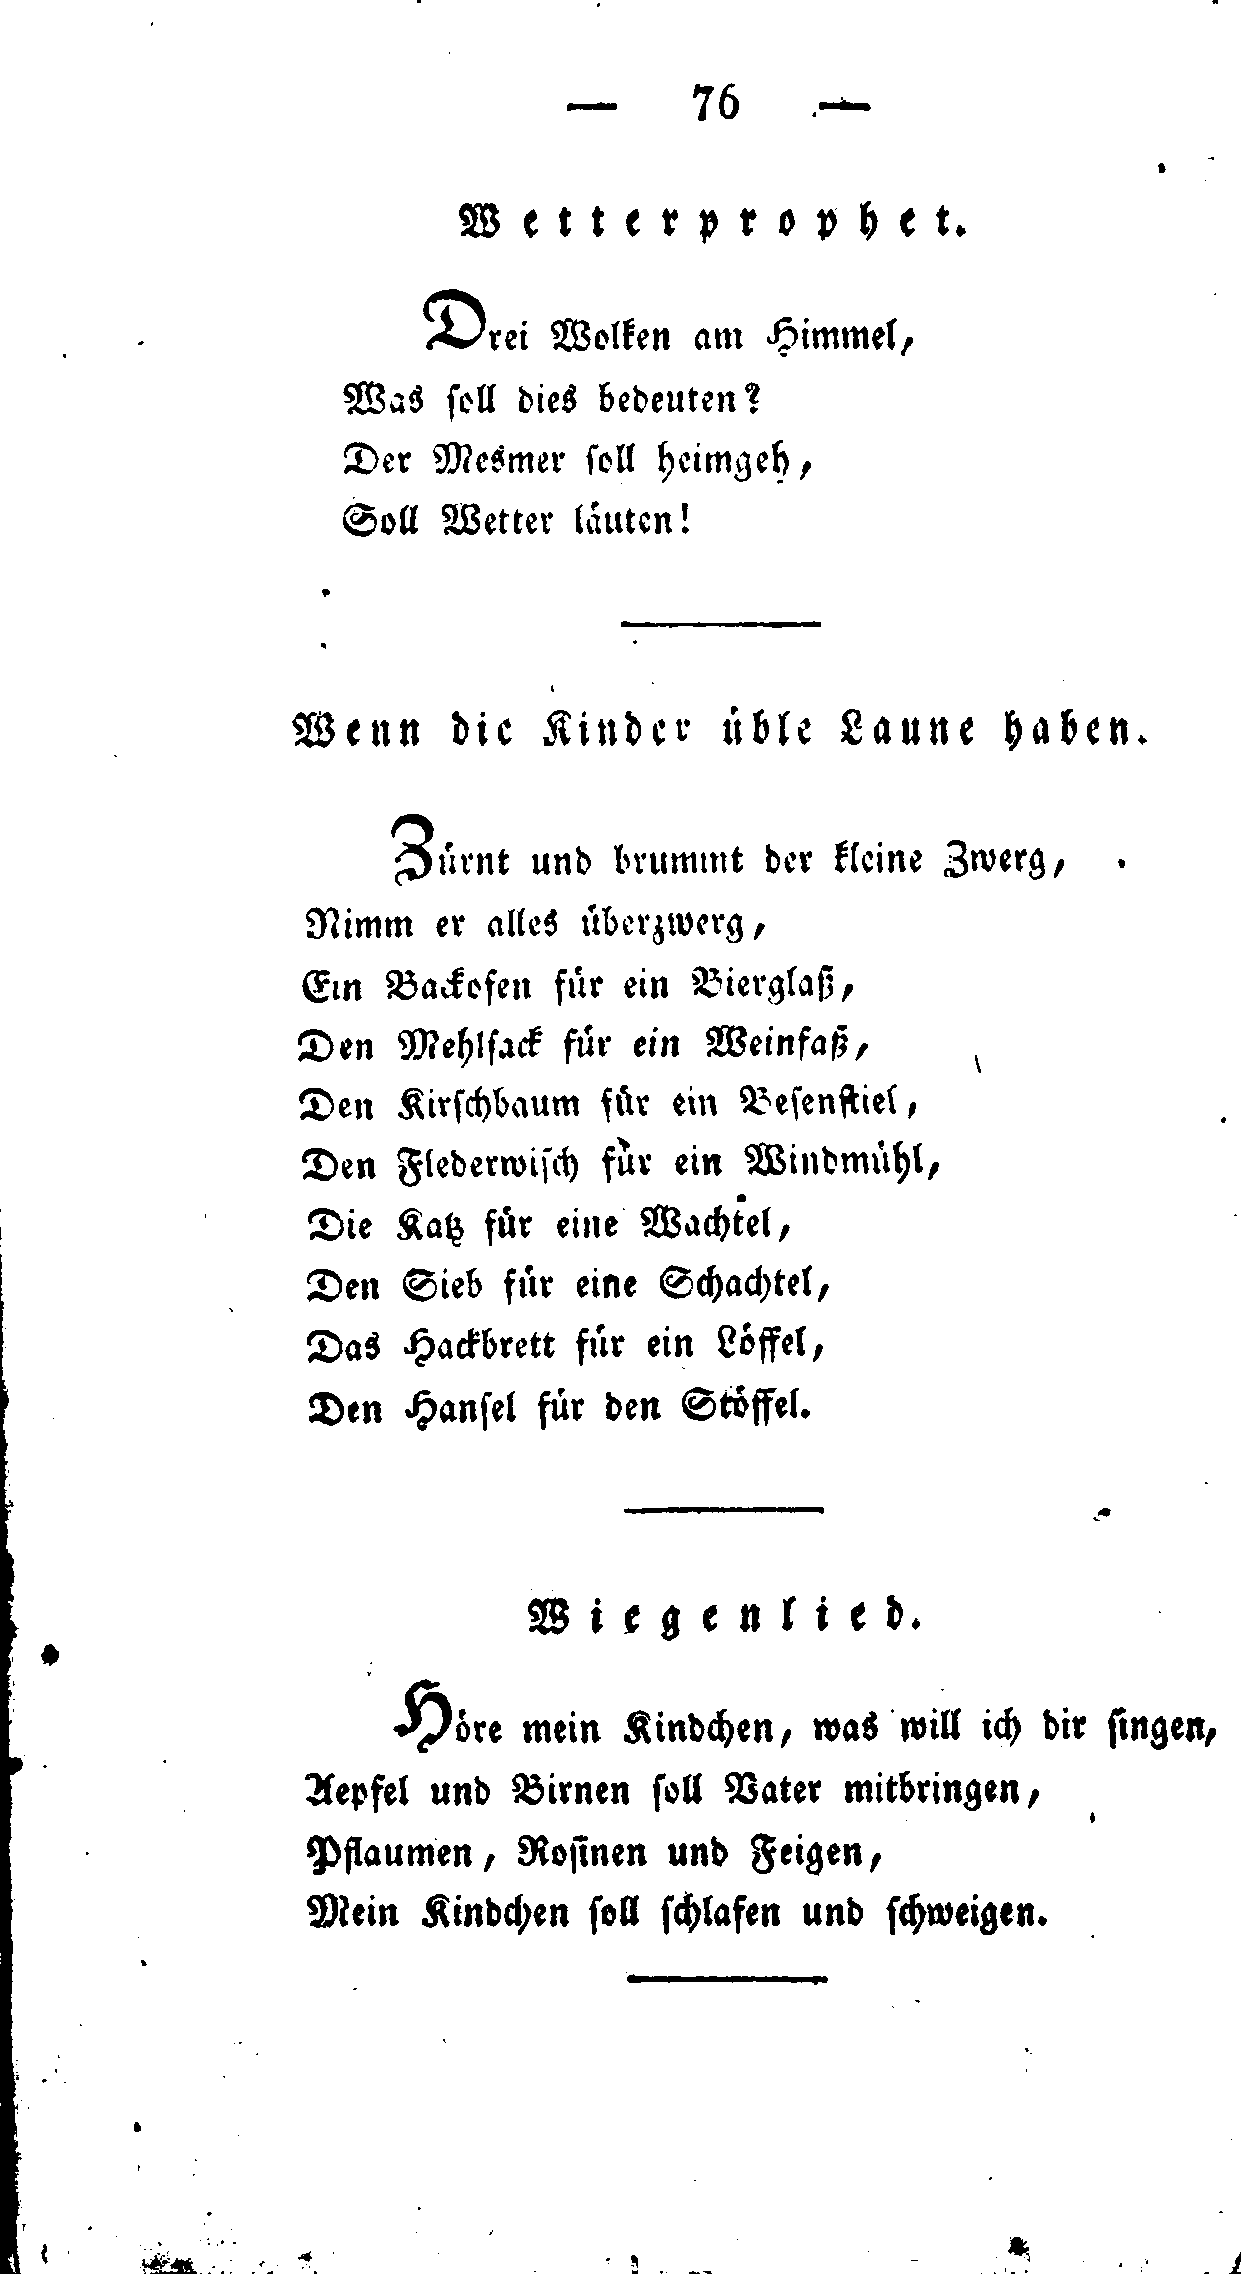 — 76 —
Wetterprophet.
Drei Wolken am Himmel,
Was soll dies bedeuten?
Der Mesmer soll heimgeh,
Soll Wetter läuten!
Wenn die Kinder üble Laune haben.
Zürnt und brummt der kleine Zwerg,
Nimm er alles überzwerg,
Ein Backofen für ein Bierglaß,
Den Mehlsack für ein Weinfaß,
Den Kirschbaum für ein Besenstiel,
Den Flederwisch für ein Windmühl,
Die Katz für eine Wachtel,
Den Sieb für eine Schachtel,
Das Hackbrett für ein Löffel,
Den Hansel für den Stöffel.
Wiegenlied.
Höre mein Kindchen, was will ich dir singen,
Aepfel und Birnen soll Vater mitbringen,
Pflaumen, Rosinen und Feigen,
Mein Kindchen soll schlafen und schweigen.